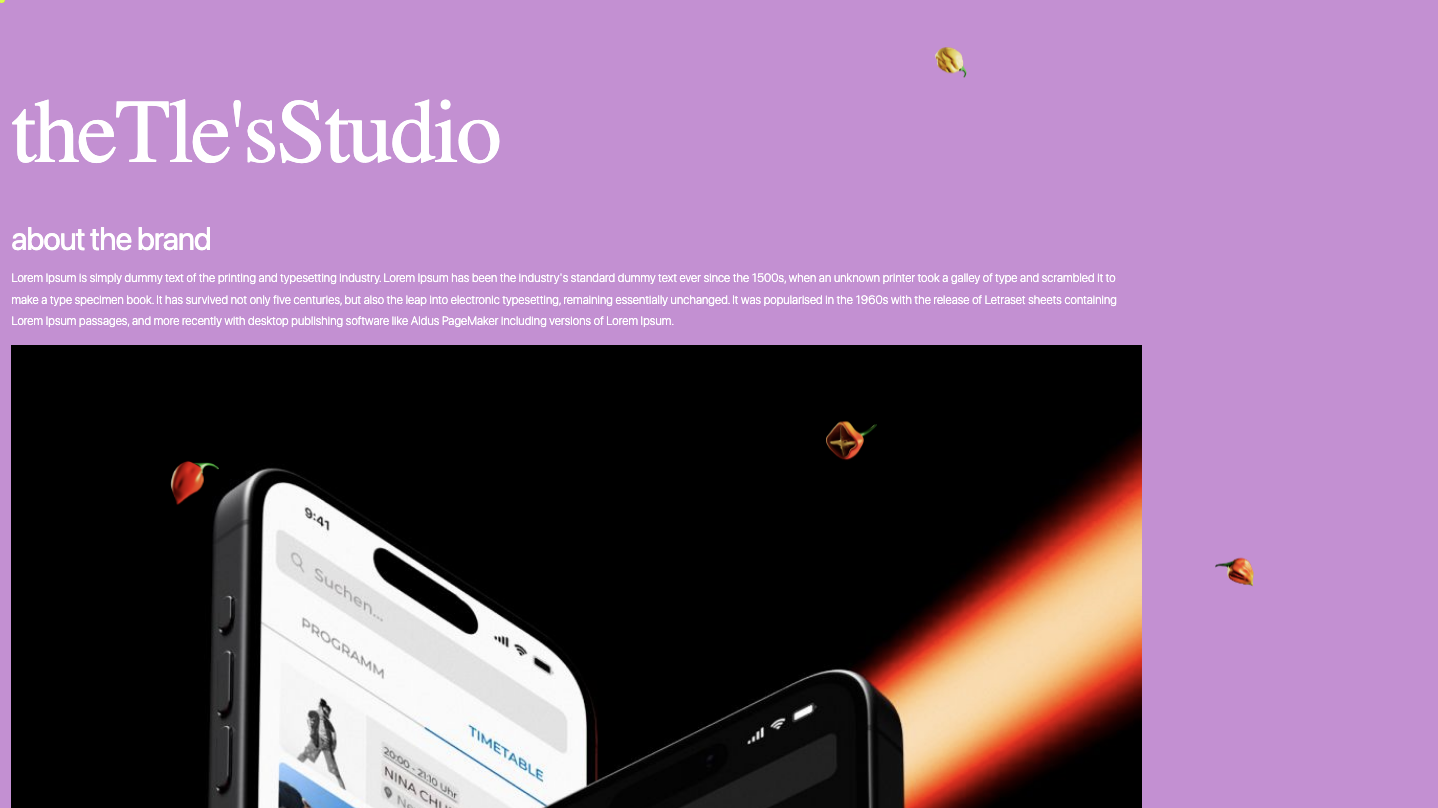 theTle'sStudio
about the brand
Lorem Ipsum is simply dummy text of the printing and typesetting industry. Lorem Ipsum has been the industry's standard dummy text ever since the 1500s, when an unknown printer took a galley of type and scrambled it to
make a type specimen book. It has survived not only five centuries, but also the leap into electronic typesetting, remaining essentially unchanged. It was popularised in the 1960s with the release of Letraset sheets containing
Lorem Ipsum passages, and more recently with desktop publishing software like Aldus PageMaker including versions of Lorem Ipsum.
9:41
Suchen...
PROGRAMM
TIMETABLE
20:00 - 21:10 Uhr
NINA